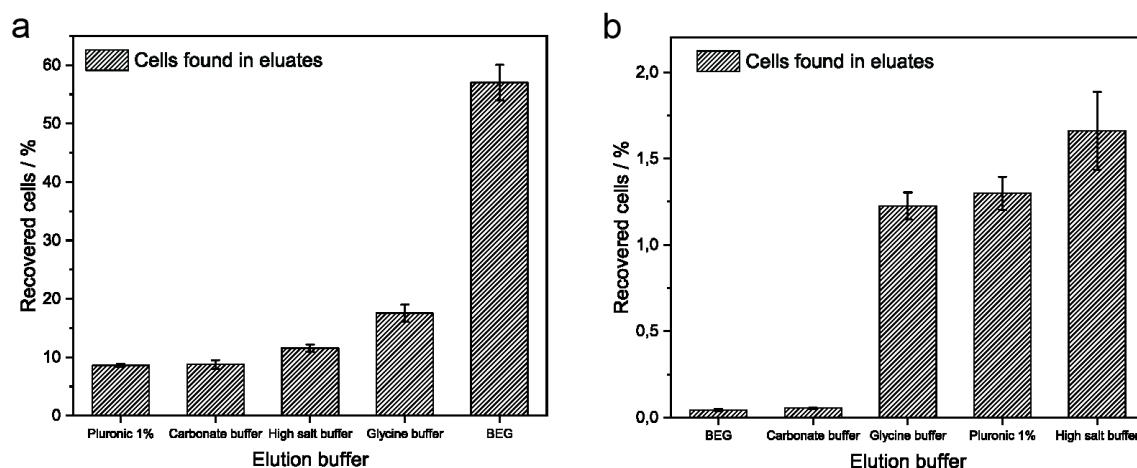 a
Cells found in eluates
Recovered cells / %
60
50
40
30
20
10
0
Pluronic 1% Carbonate buffer High salt buffer Glycine buffer BEG
Elution buffer
b
Cells found in eluates
Recovered cells / %
2,0
1,5
1,0
0,5
0,0
BEG Carbonate buffer Glycine buffer Pluronic 1% High salt buffer
Elution buffer